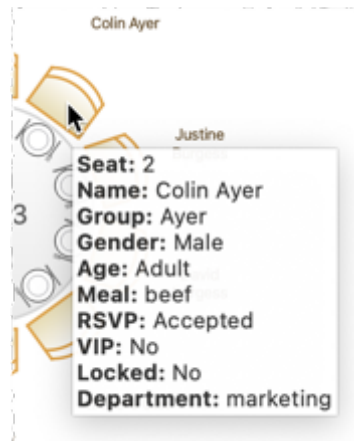 Colin Ayer
Justine
3
Seat: 2
Name: Colin Ayer
Group: Ayer
Gender: Male
Age: Adult
Meal: beef
RSVP: Accepted
VIP: No
Locked: No
Department: marketing